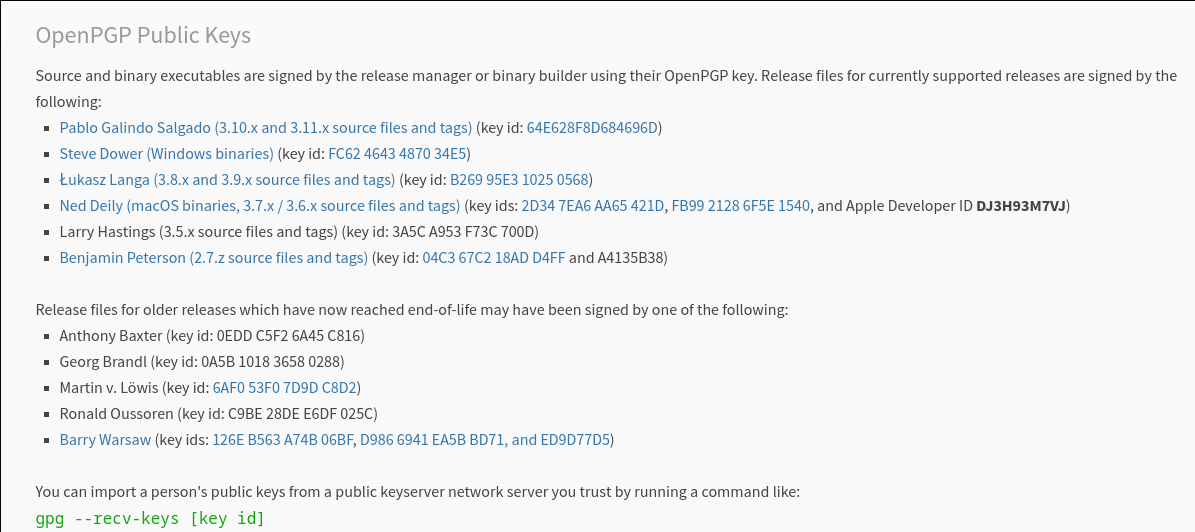 OpenPGP Public Keys
Source and binary executables are signed by the release manager or binary builder using their OpenPGP key. Release files for currently supported releases are signed by the
following:
Pablo Galindo Salgado (3.10.x and 3.11.x source files and tags) (key id: 64E628F8D684696D)
Steve Dower (Windows binaries) (key id: FC62 4643 4870 34E5)
Łukasz Langa (3.8.x and 3.9.x source files and tags) (key id: B269 95E3 1025 0568)
Ned Deily (macOS binaries, 3.7.x / 3.6.x source files and tags) (key ids: 2D34 7EA6 AA65 421D, FB99 2128 6F5E 1540, and Apple Developer ID DJ3H93M7VJ)
Larry Hastings (3.5.x source files and tags) (key id: 3A5C A953 F73C 700D)
Benjamin Peterson (2.7.z source files and tags) (key id: 04C3 67C2 18AD D4FF and A4135B38)
Release files for older releases which have now reached end-of-life may have been signed by one of the following:
Anthony Baxter (key id: 0EDD C5F2 6A45 C816)
Georg Brandl (key id: 0A5B 1018 3658 0288)
Martin v. Löwis (key id: 6AF0 53F0 7D9D C8D2)
Ronald Oussoren (key id: C9BE 28DE E6DF 025C)
Barry Warsaw (key ids: 126E B563 A74B 06BF, D986 6941 EA5B BD71, and ED9D77D5)
You can import a person's public keys from a public keyserver network server you trust by running a command like:
gpg --recv-keys [key id]